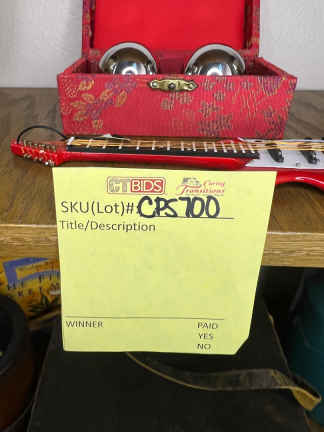 CTBIDS Caring Transitions
SKU(Lot)#: CPS700
Title/Description
WINNER PAID
YES
NO